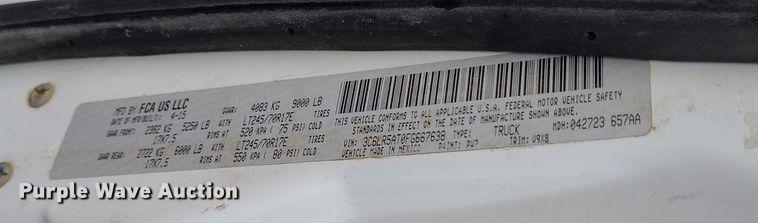 MFD BY: FCA US LLC
DATE OF MFR: 4-15 GVWR: 4083 KG 9000 LB
GAWR FRONT: 2382 KG 5250 LB LT245/70R17E TIRES
17X7.5 RIMS AT 520 KPA ( 75 PSI) COLD
GAWR REAR: 2722 KG 6000 LB LT245/70R17E TIRES
17X7.5 RIMS AT 550 KPA ( 80 PSI) COLD
THIS VEHICLE CONFORMS TO ALL APPLICABLE U.S.A. FEDERAL MOTOR VEHICLE SAFETY
STANDARDS IN EFFECT ON THE DATE OF MANUFACTURE SHOWN ABOVE.
VIN: 3C6LR5AT0FG667638 TYPE: TRUCK MDH: 042723 657AA
VEHICLE MADE IN MEXICO PAINT: PW7 TRIM: V9X8
Purple Wave Auction